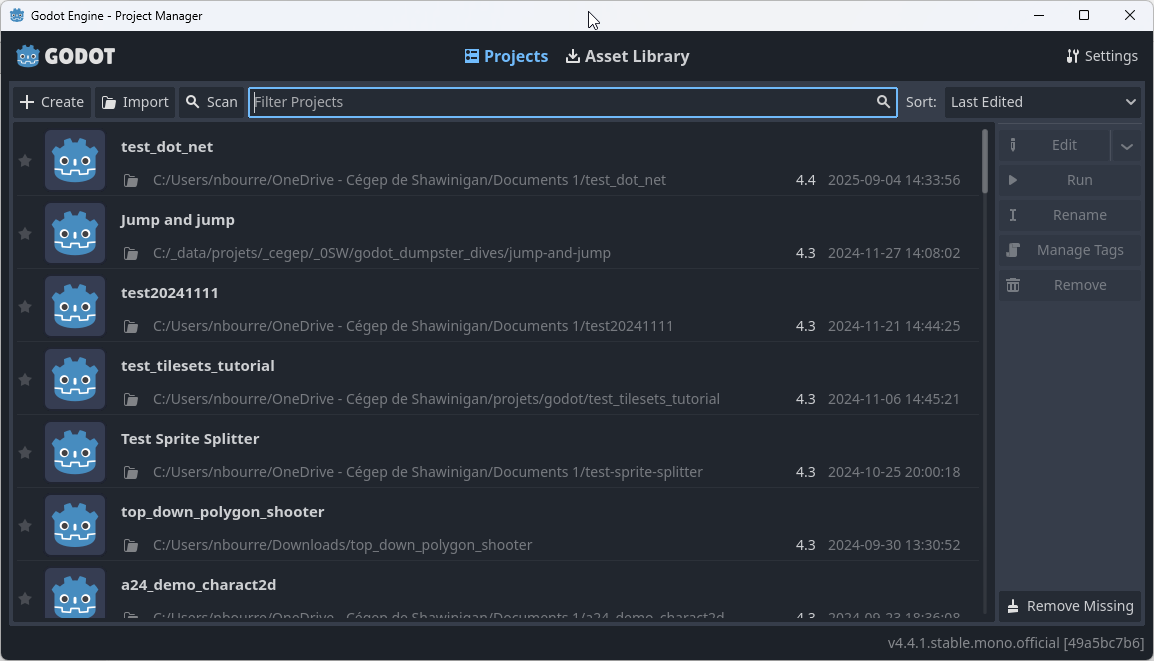 Godot Engine - Project Manager
GODOT
Projects
Asset Library
Settings
Create
Import
Scan
Filter Projects
Sort:
Last Edited
test_dot_net
C:/Users/nbourre/OneDrive - Cégep de Shawinigan/Documents 1/test_dot_net 4.4 2025-09-04 14:33:56
Jump and jump
C:/_data/projets/_cegep/_0SW/godot_dumpster_dives/jump-and-jump 4.3 2024-11-27 14:08:02
test20241111
C:/Users/nbourre/OneDrive - Cégep de Shawinigan/Documents 1/test20241111 4.3 2024-11-21 14:44:25
test_tilesets_tutorial
C:/Users/nbourre/OneDrive - Cégep de Shawinigan/projets/godot/test_tilesets_tutorial 4.3 2024-11-06 14:45:21
Test Sprite Splitter
C:/Users/nbourre/OneDrive - Cégep de Shawinigan/Documents 1/test-sprite-splitter 4.3 2024-10-25 20:00:18
top_down_polygon_shooter
C:/Users/nbourre/Downloads/top_down_polygon_shooter 4.3 2024-09-30 13:30:52
a24_demo_charact2d
C:/Users/nbourre/OneDrive - Cégep de Shawinigan/Documents 1/a24_demo_charact2d 4.3 2024-09-23 18:36:08
Edit
Run
Rename
Manage Tags
Remove
Remove Missing
v4.4.1.stable.mono.official [49a5bc7b6]